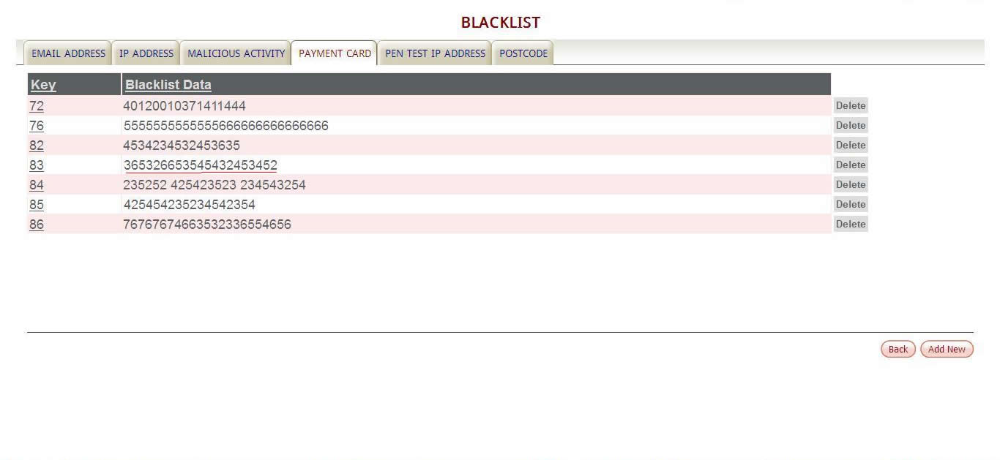 BLACKLIST
EMAIL ADDRESS IP ADDRESS MALICIOUS ACTIVITY PAYMENT CARD PEN TEST IP ADDRESS POSTCODE
Key Blacklist Data
72 40120010371411444 Delete
76 5555555555555566666666666666 Delete
82 4534234532453635 Delete
83 365326653545432453452 Delete
84 235252 425423523 234543254 Delete
85 425454235234542354 Delete
86 76767674663532336554656 Delete
Back Add New